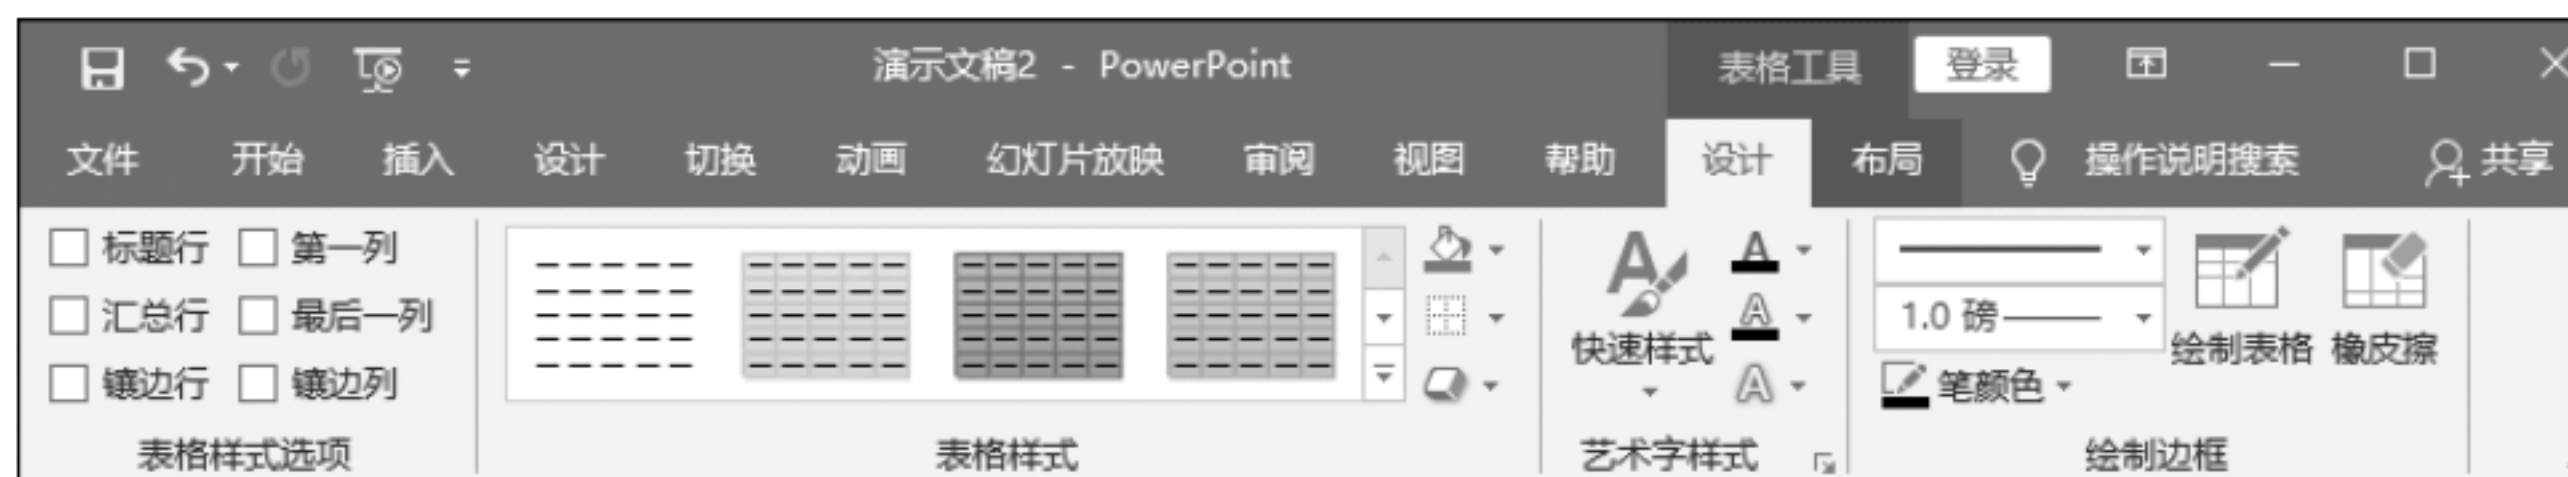 演示文稿2 - PowerPoint 表格工具 登录
文件 开始 插入 设计 切换 动画 幻灯片放映 审阅 视图 帮助 设计 布局 操作说明搜索 共享
标题行 第一列
汇总行 最后一列
镶边行 镶边列
表格样式选项
表格样式
快速样式
A
A
A
艺术字样式
1.0 磅
笔颜色
绘制表格 橡皮擦
绘制边框